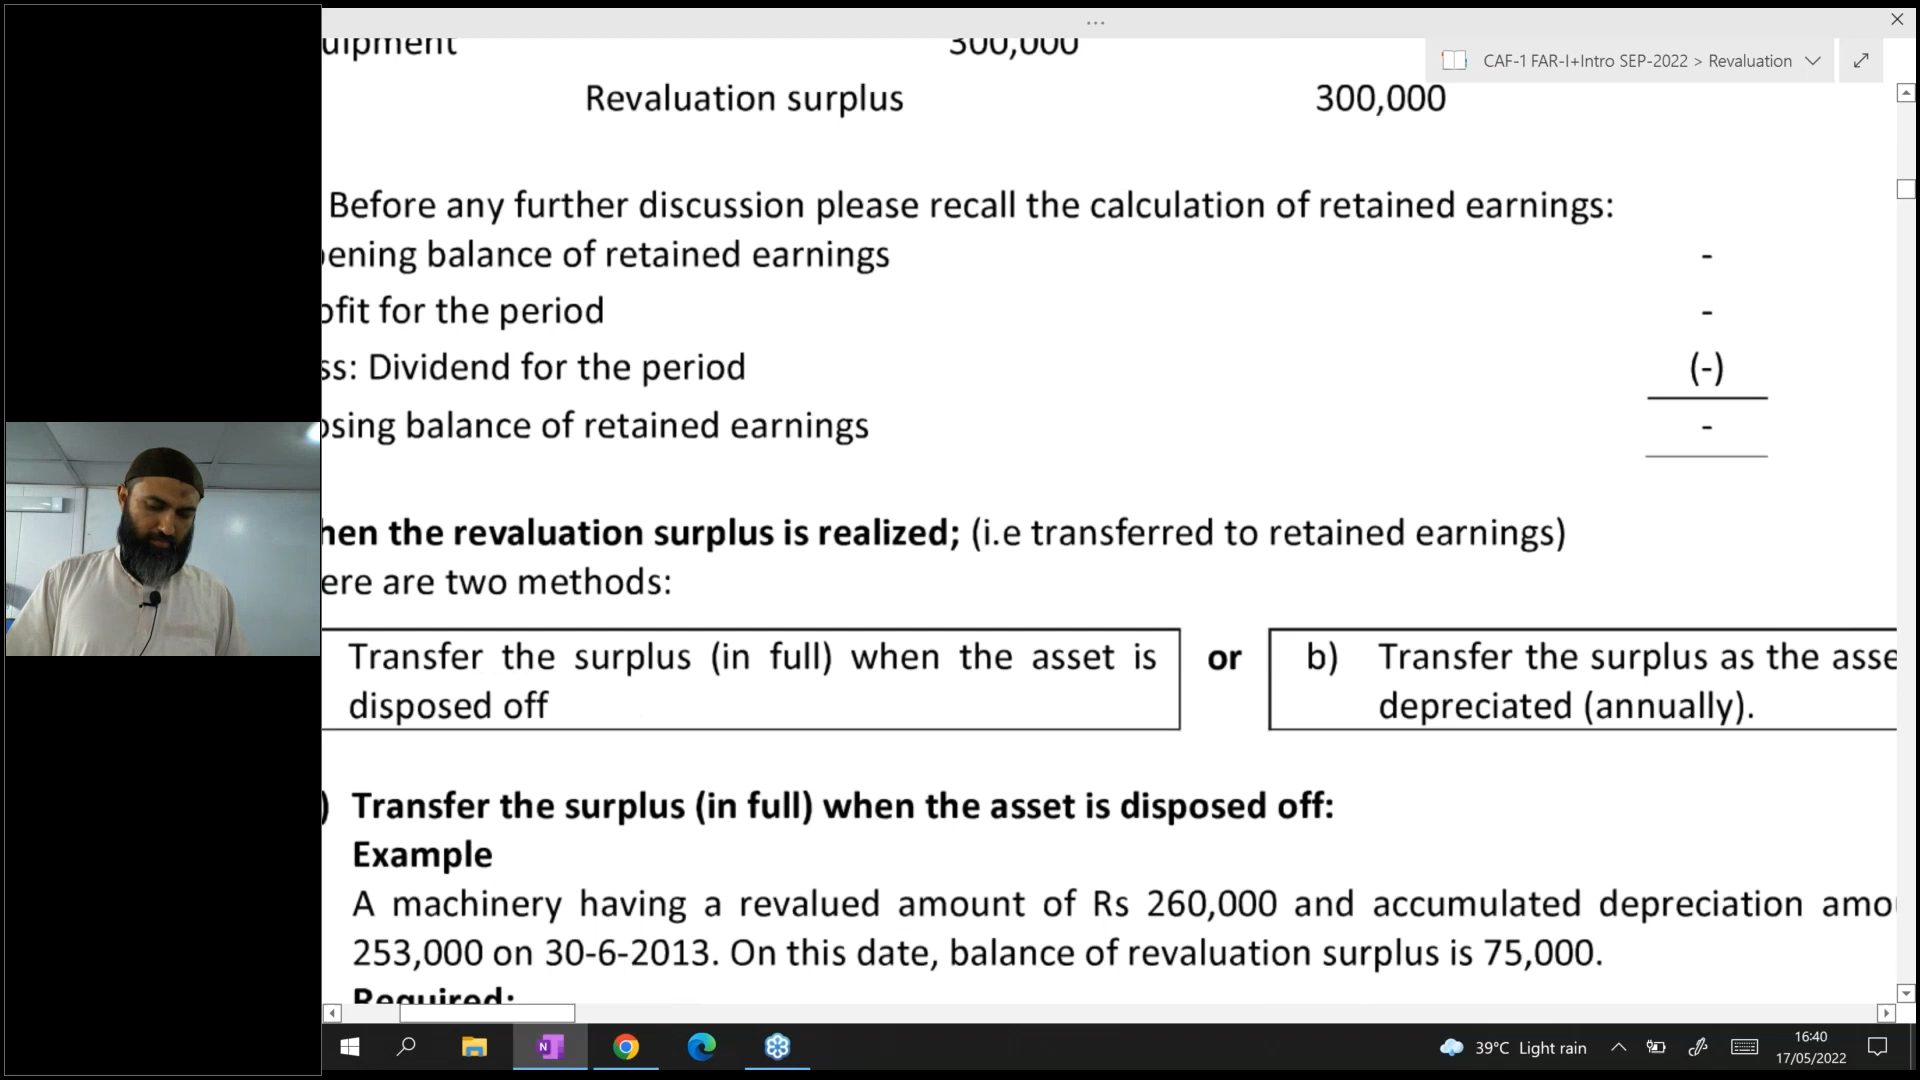 uipment 300,000
CAF-1 FAR-I+Intro SEP-2022 > Revaluation
Revaluation surplus 300,000
Before any further discussion please recall the calculation of retained earnings:
ening balance of retained earnings -
ofit for the period -
ss: Dividend for the period (-)
osing balance of retained earnings -
hen the revaluation surplus is realized; (i.e transferred to retained earnings)
ere are two methods:
Transfer the surplus (in full) when the asset is
disposed off
or
b) Transfer the surplus as the asse
depreciated (annually).
) Transfer the surplus (in full) when the asset is disposed off:
Example
A machinery having a revalued amount of Rs 260,000 and accumulated depreciation amo
253,000 on 30-6-2013. On this date, balance of revaluation surplus is 75,000.
Required:
N
39°C Light rain
16:40
17/05/2022